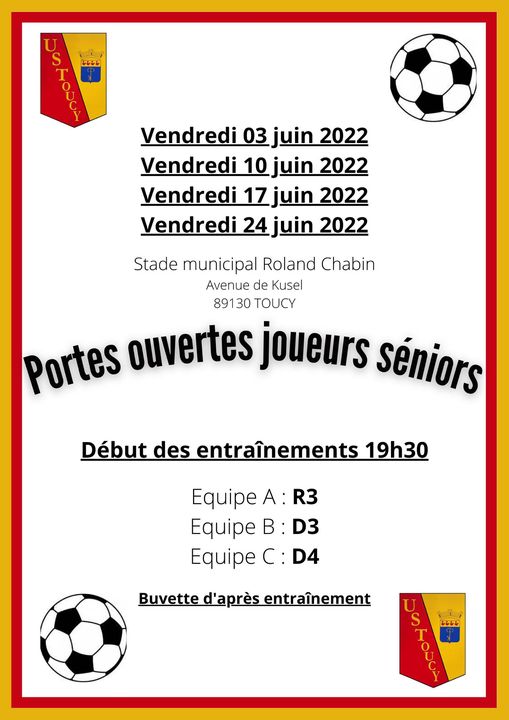 US TOUCY
Vendredi 03 juin 2022
Vendredi 10 juin 2022
Vendredi 17 juin 2022
Vendredi 24 juin 2022
Stade municipal Roland Chabin
Avenue de Kusel
89130 TOUCY
Portes ouvertes joueurs séniors
Début des entraînements 19h30
Equipe A : R3
Equipe B : D3
Equipe C : D4
Buvette d'après entraînement
US TOUCY